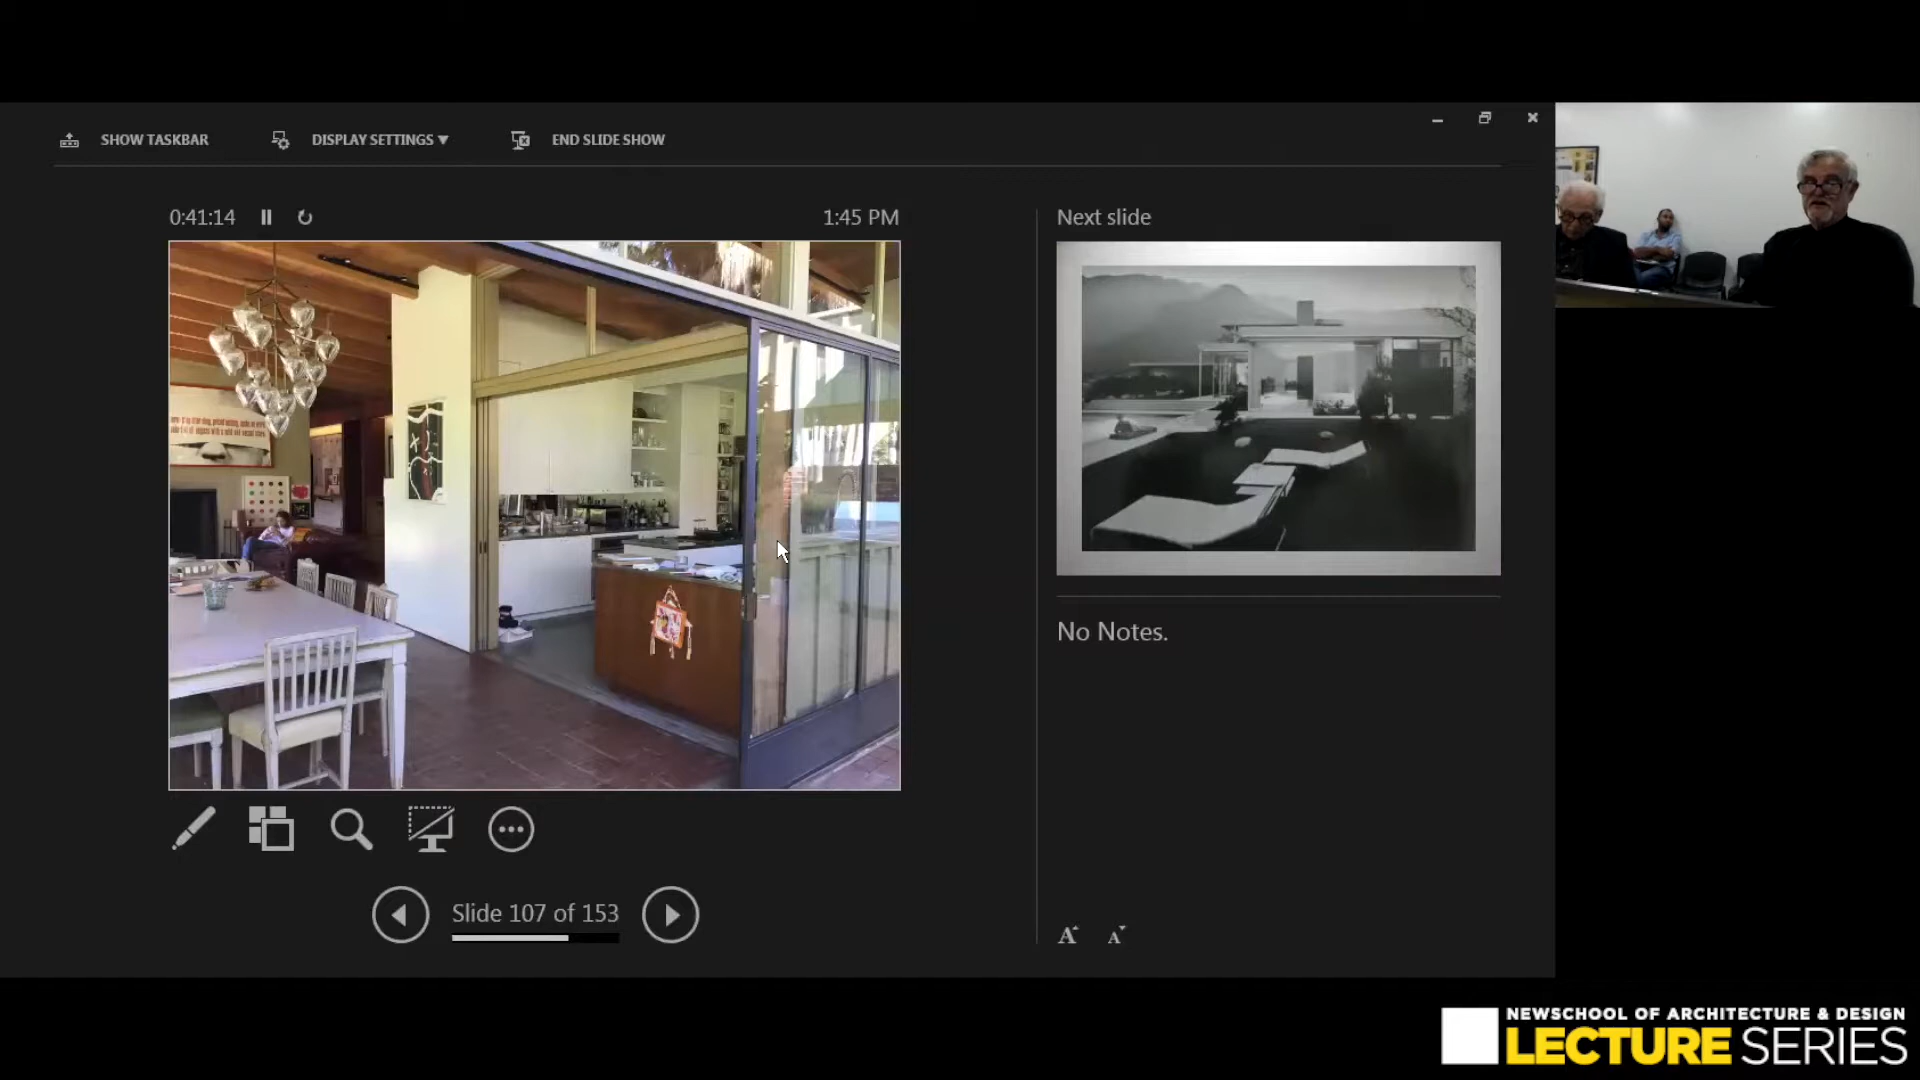 SHOW TASKBAR
DISPLAY SETTINGS ▼
END SLIDE SHOW
0:41:14
1:45 PM
Next slide
No Notes.
Slide 107 of 153
A A
NEWSCHOOL OF ARCHITECTURE & DESIGN
LECTURE SERIES